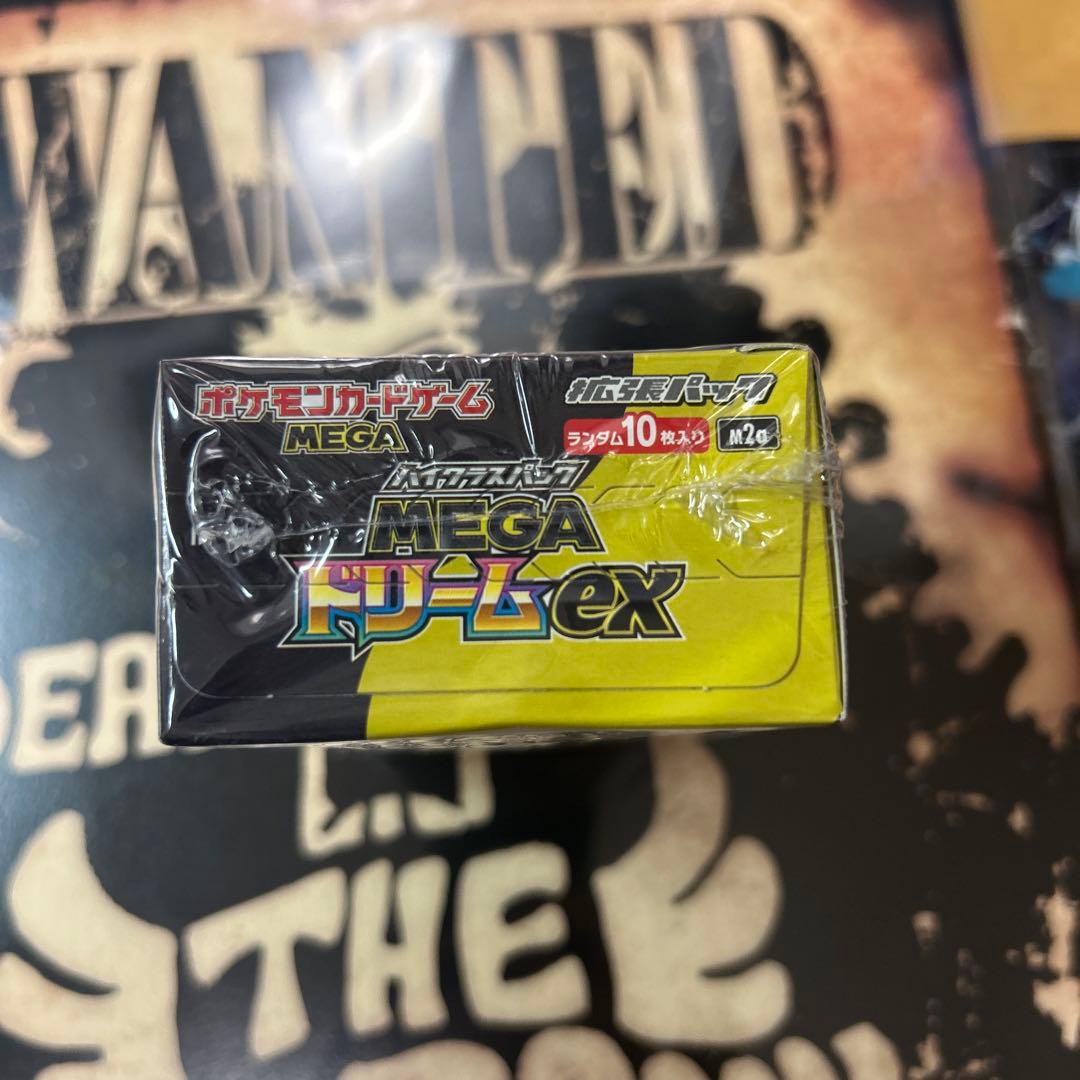 WANTED
ポケモンカードゲーム
MEGA
拡張パック
ランダム10枚入り
M2a
ハイクラスパック
MEGA
ドリームex
DEA
THE